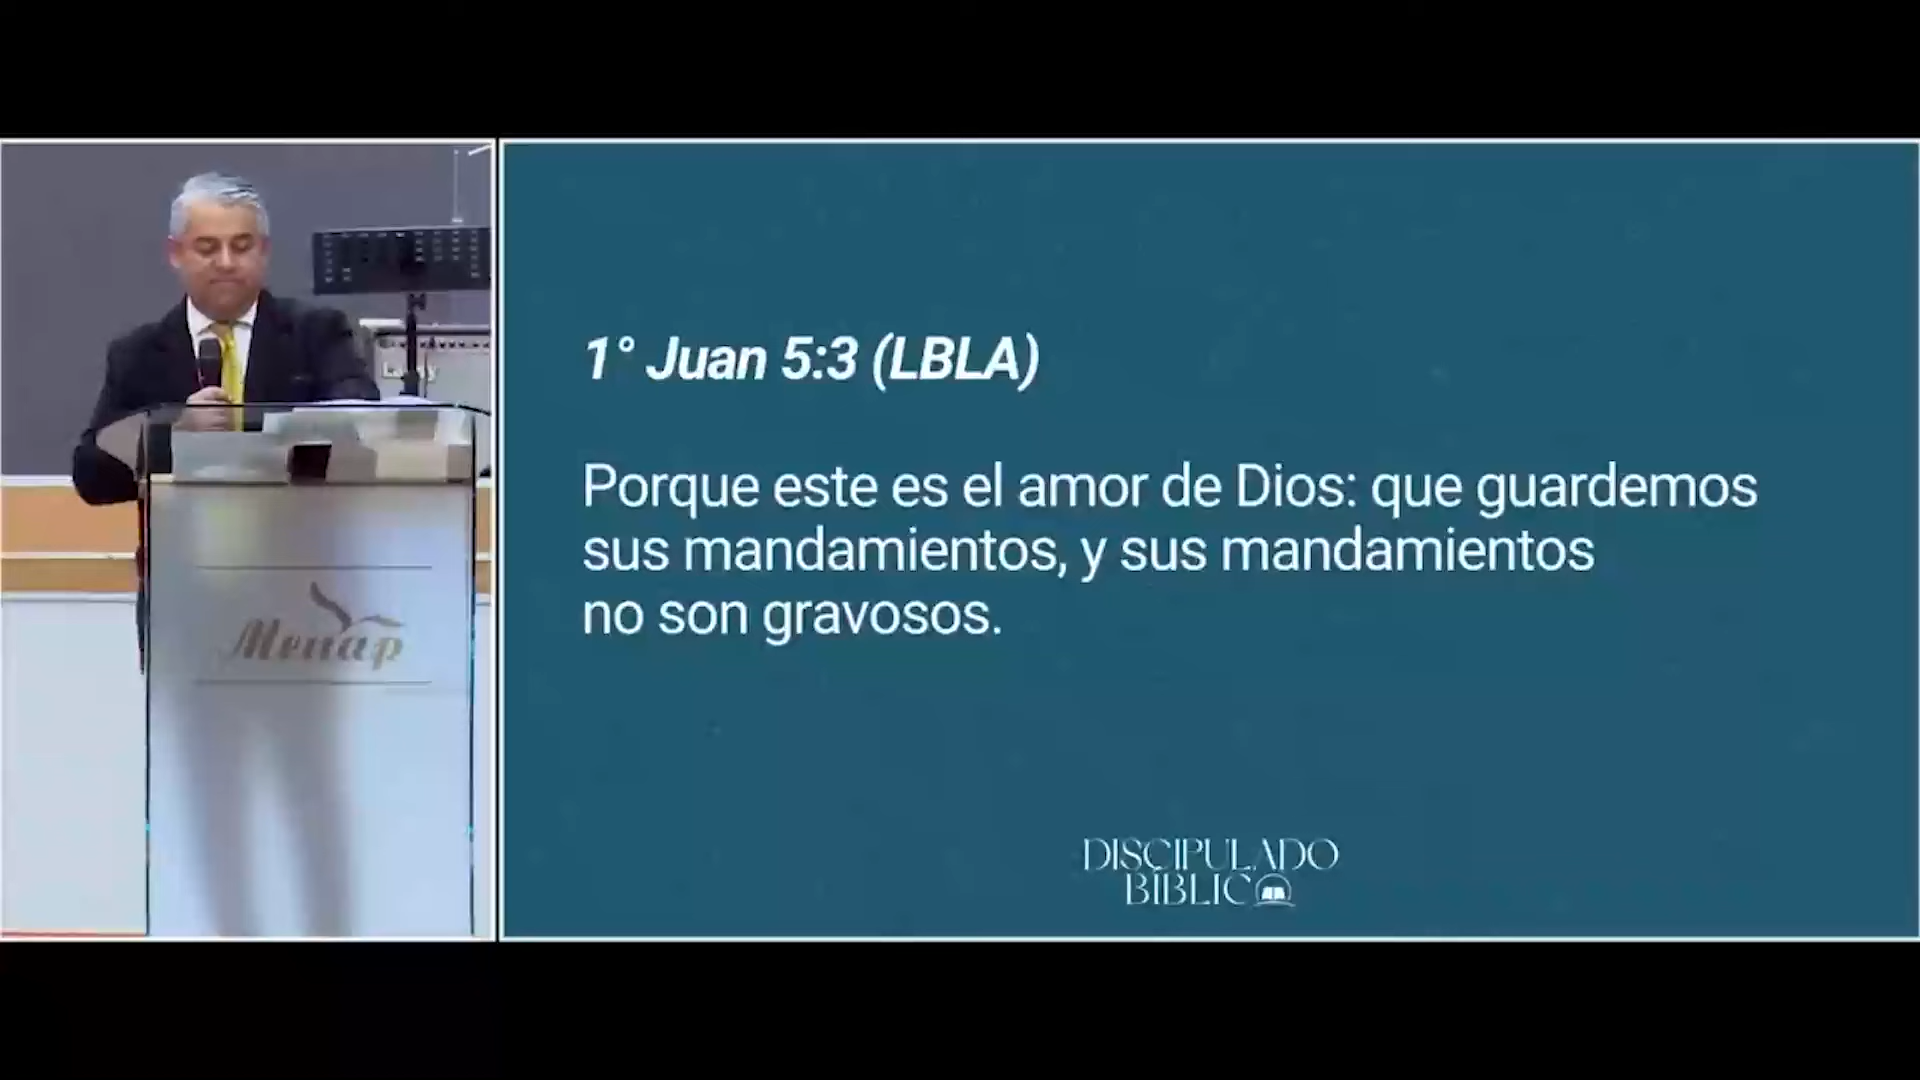 1° Juan 5:3 (LBLA)
Porque este es el amor de Dios: que guardemos
sus mandamientos, y sus mandamientos
no son gravosos.
DISCIPULADO
BÍBLICO
Menap